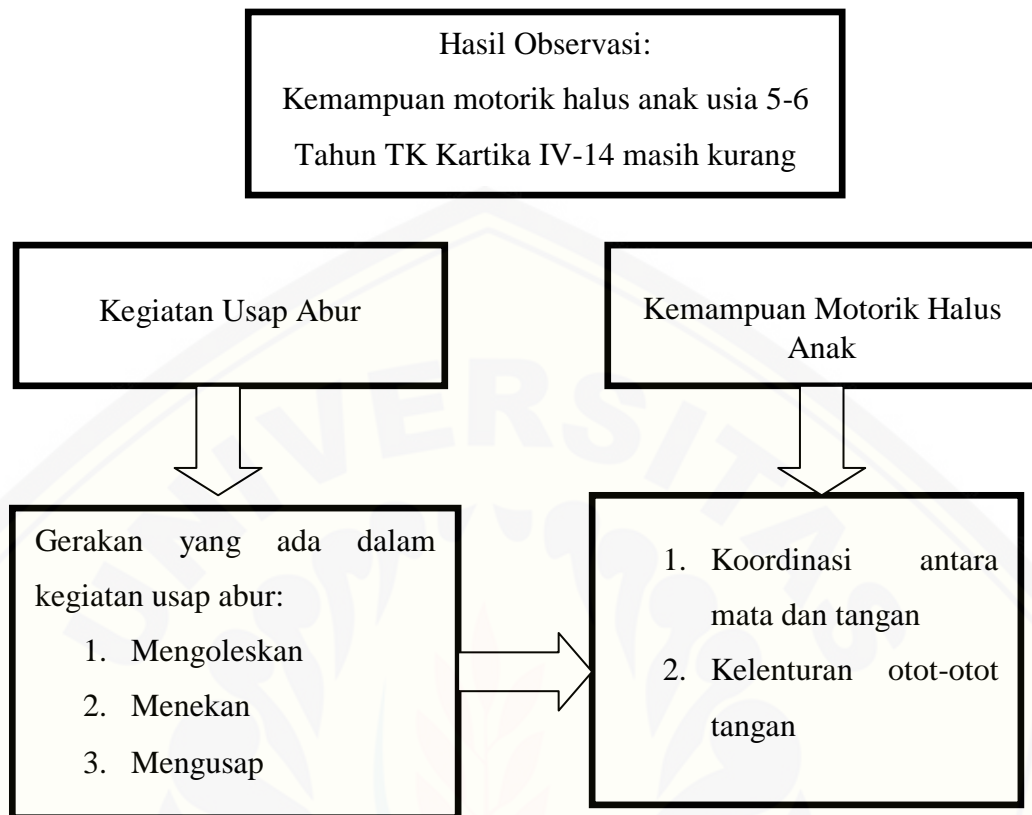 Hasil Observasi:
Kemampuan motorik halus anak usia 5-6
Tahun TK Kartika IV-14 masih kurang
Kegiatan Usap Abur
Kemampuan Motorik Halus
Anak
Gerakan yang ada dalam
kegiatan usap abur:
1. Mengoleskan
2. Menekan
3. Mengusap
1. Koordinasi antara
mata dan tangan
2. Kelenturan otot-otot
tangan
UNIVERSITAS